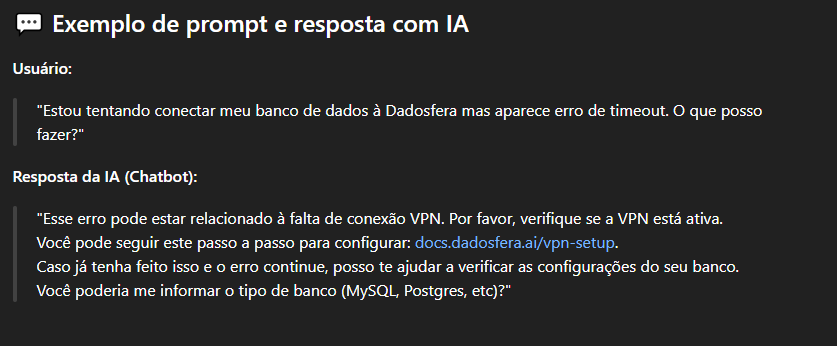 💬 Exemplo de prompt e resposta com IA
Usuário:
"Estou tentando conectar meu banco de dados à Dadosfera mas aparece erro de timeout. O que posso
fazer?"
Resposta da IA (Chatbot):
"Esse erro pode estar relacionado à falta de conexão VPN. Por favor, verifique se a VPN está ativa.
Você pode seguir este passo a passo para configurar: docs.dadosfera.ai/vpn-setup.
Caso já tenha feito isso e o erro continue, posso te ajudar a verificar as configurações do seu banco.
Você poderia me informar o tipo de banco (MySQL, Postgres, etc)?"